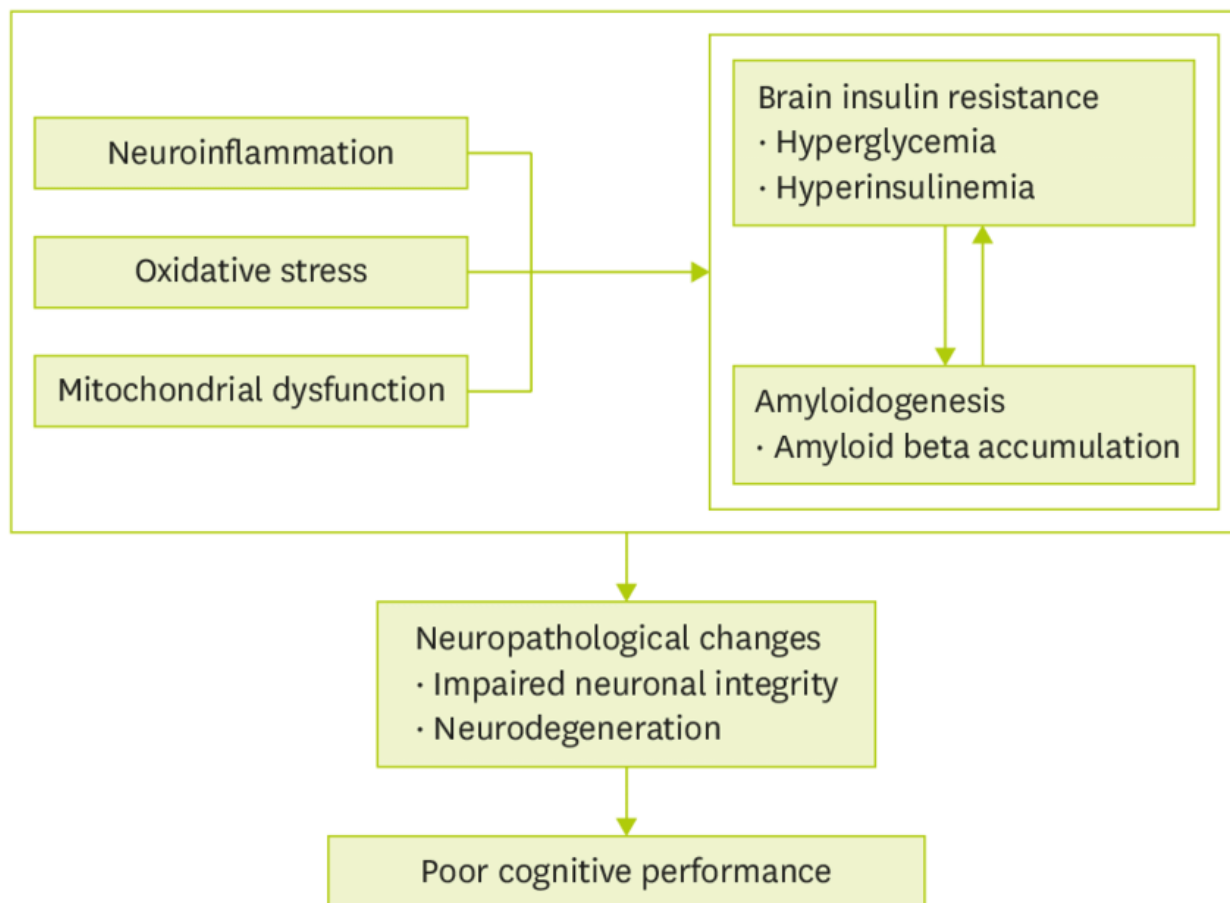 Neuroinflammation
Oxidative stress
Mitochondrial dysfunction
Brain insulin resistance
· Hyperglycemia
· Hyperinsulinemia
Amyloidogenesis
· Amyloid beta accumulation
Neuropathological changes
· Impaired neuronal integrity
· Neurodegeneration
Poor cognitive performance